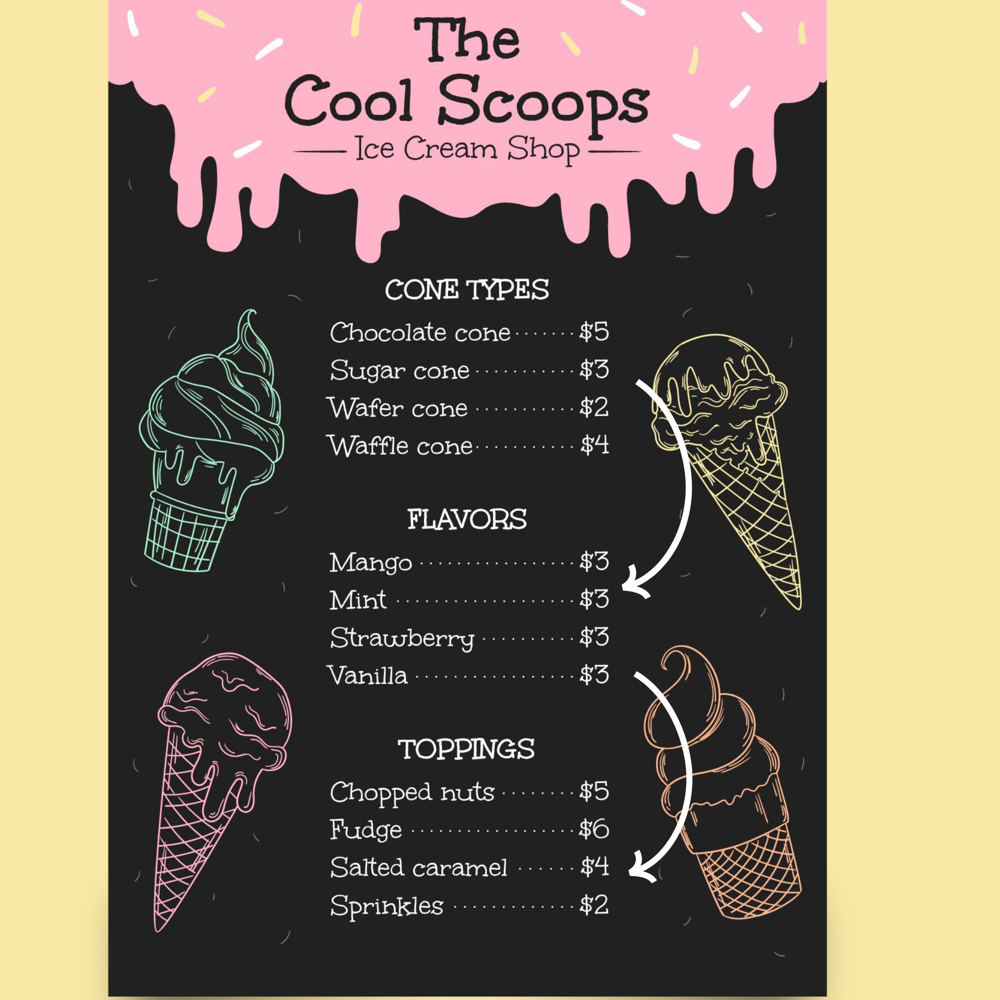 The
Cool Scoops
Ice Cream Shop
CONE TYPES
Chocolate cone ······· $5
Sugar cone ··········· $3
Wafer cone ··········· $2
Waffle cone ··········· $4
FLAVORS
Mango ················· $3
Mint ··················· $3
Strawberry ·········· $3
Vanilla ················· $3
TOPPINGS
Chopped nuts ········ $5
Fudge ················· $6
Salted caramel ······ $4
Sprinkles ············· $2